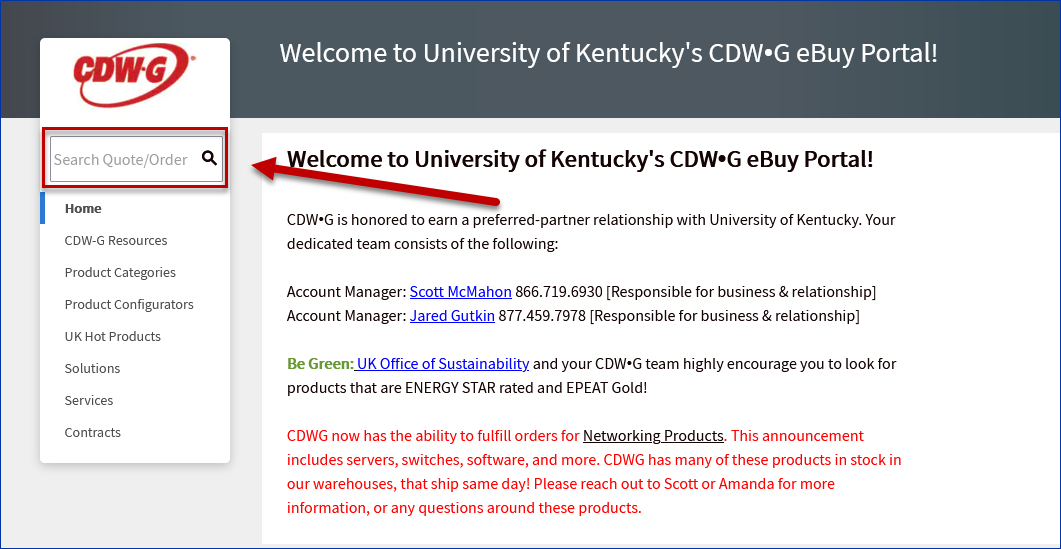 Welcome to University of Kentucky's CDW•G eBuy Portal!
CDW·G®
Search Quote/Order
Home
CDW-G Resources
Product Categories
Product Configurators
UK Hot Products
Solutions
Services
Contracts
Welcome to University of Kentucky's CDW•G eBuy Portal!
CDW•G is honored to earn a preferred-partner relationship with University of Kentucky. Your
dedicated team consists of the following:
Account Manager: Scott McMahon 866.719.6930 [Responsible for business & relationship]
Account Manager: Jared Gutkin 877.459.7978 [Responsible for business & relationship]
Be Green: UK Office of Sustainability and your CDW•G team highly encourage you to look for
products that are ENERGY STAR rated and EPEAT Gold!
CDWG now has the ability to fulfill orders for Networking Products. This announcement
includes servers, switches, software, and more. CDWG has many of these products in stock in
our warehouses, that ship same day! Please reach out to Scott or Amanda for more
information, or any questions around these products.